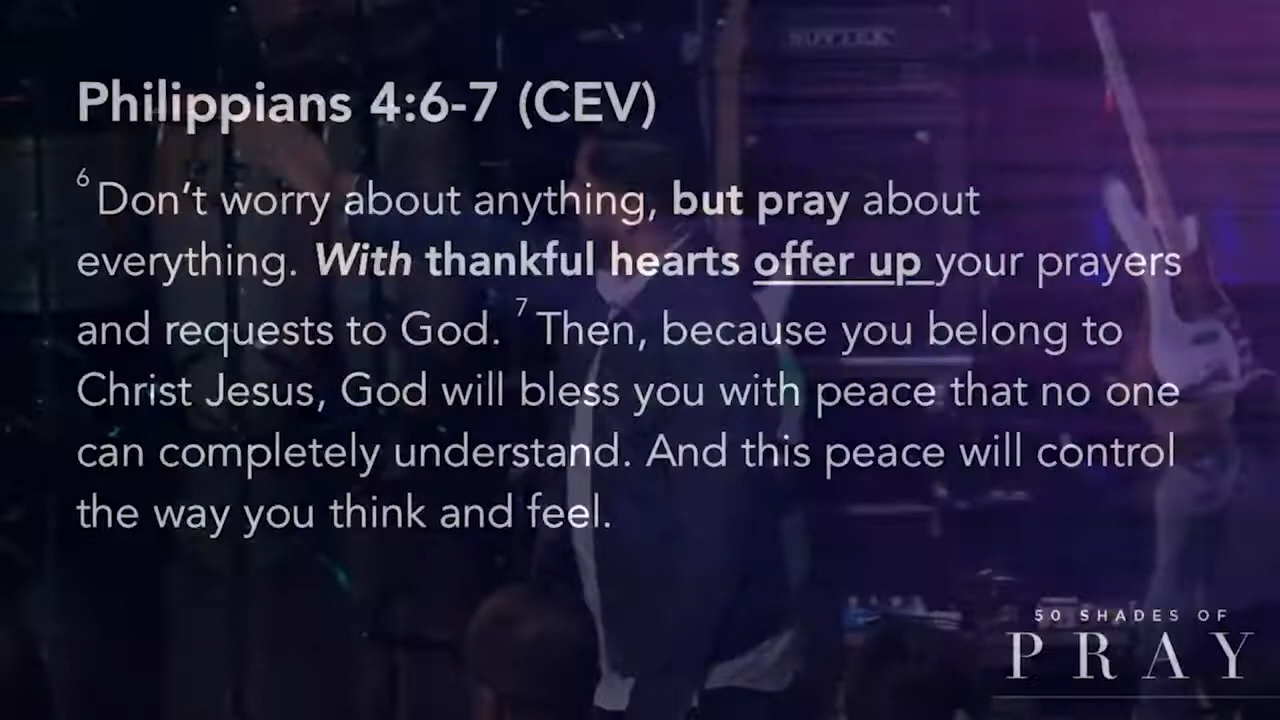 Philippians 4:6-7 (CEV)
6 Don't worry about anything, but pray about
everything. With thankful hearts offer up your prayers
and requests to God. 7 Then, because you belong to
Christ Jesus, God will bless you with peace that no one
can completely understand. And this peace will control
the way you think and feel.
50 SHADES OF
PRAY